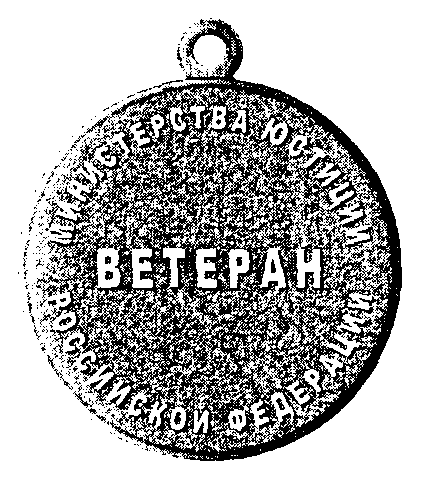 МИНИСТЕРСТВА ЮСТИЦИИ
ВЕТЕРАН
РОССИЙСКОЙ ФЕДЕРАЦИИ